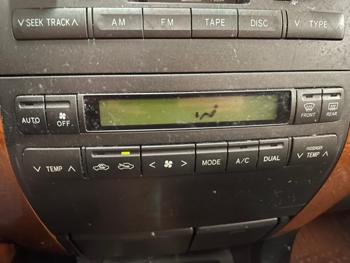 ∨ SEEK TRACK ∧ AM FM TAPE DISC ∨ TYPE
AUTO OFF FRONT REAR
∨ TEMP ∧ < > MODE A/C DUAL PASSENGER ∨ TEMP ∧